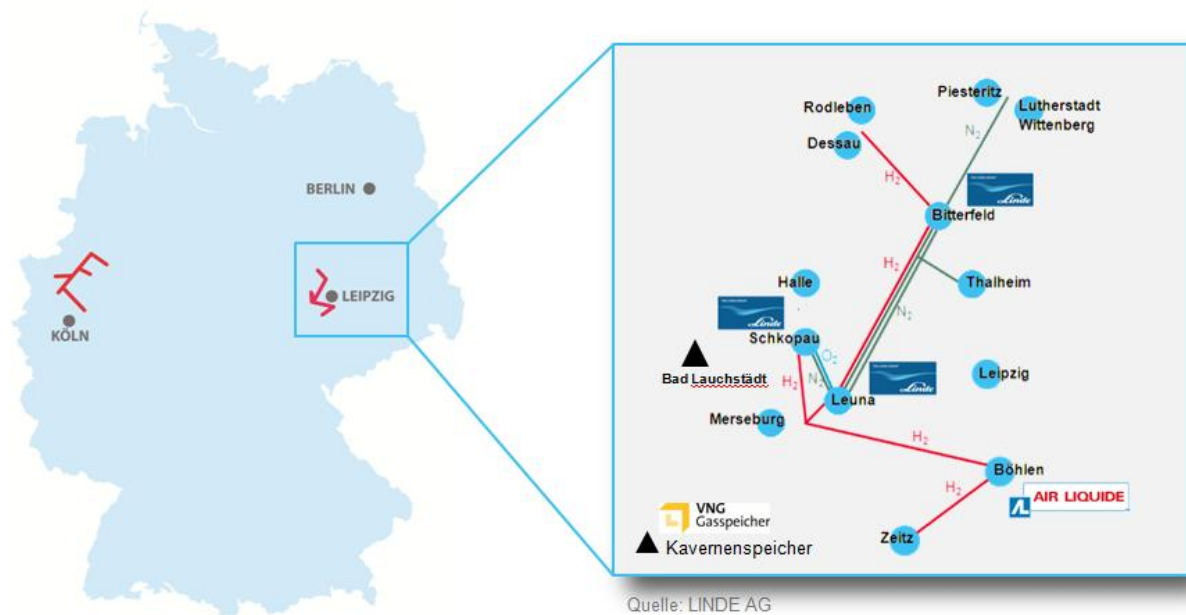 BERLIN
LEIPZIG
KÖLN
Rodleben
Dessau
Piesteritz
Lutherstadt
Wittenberg
N₂
H₂
Linde
Bitterfeld
H₂
Halle
Thalheim
N₂
Linde
Schkopau
O₂
Bad Lauchstädt
H₂
N₂
Linde
Leipzig
Leuna
Merseburg
H₂
Böhlen
H₂
AIR LIQUIDE
VNG
Gasspeicher
Zeitz
Kavernenspeicher
Quelle: LINDE AG